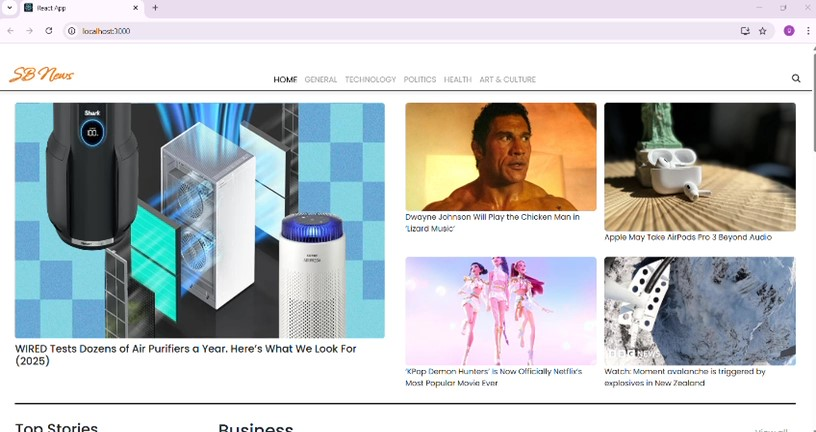 React App
localhost:3000
SB News
HOME GENERAL TECHNOLOGY POLITICS HEALTH ART & CULTURE
Shark
WIRED Tests Dozens of Air Purifiers a Year. Here's What We Look For
(2025)
Dwayne Johnson Will Play the Chicken Man in
'Lizard Music'
Apple May Take AirPods Pro 3 Beyond Audio
'KPop Demon Hunters' Is Now Officially Netflix's
Most Popular Movie Ever
NEWS
Watch: Moment avalanche is triggered by
explosives in New Zealand
Top Stories
Business
View all